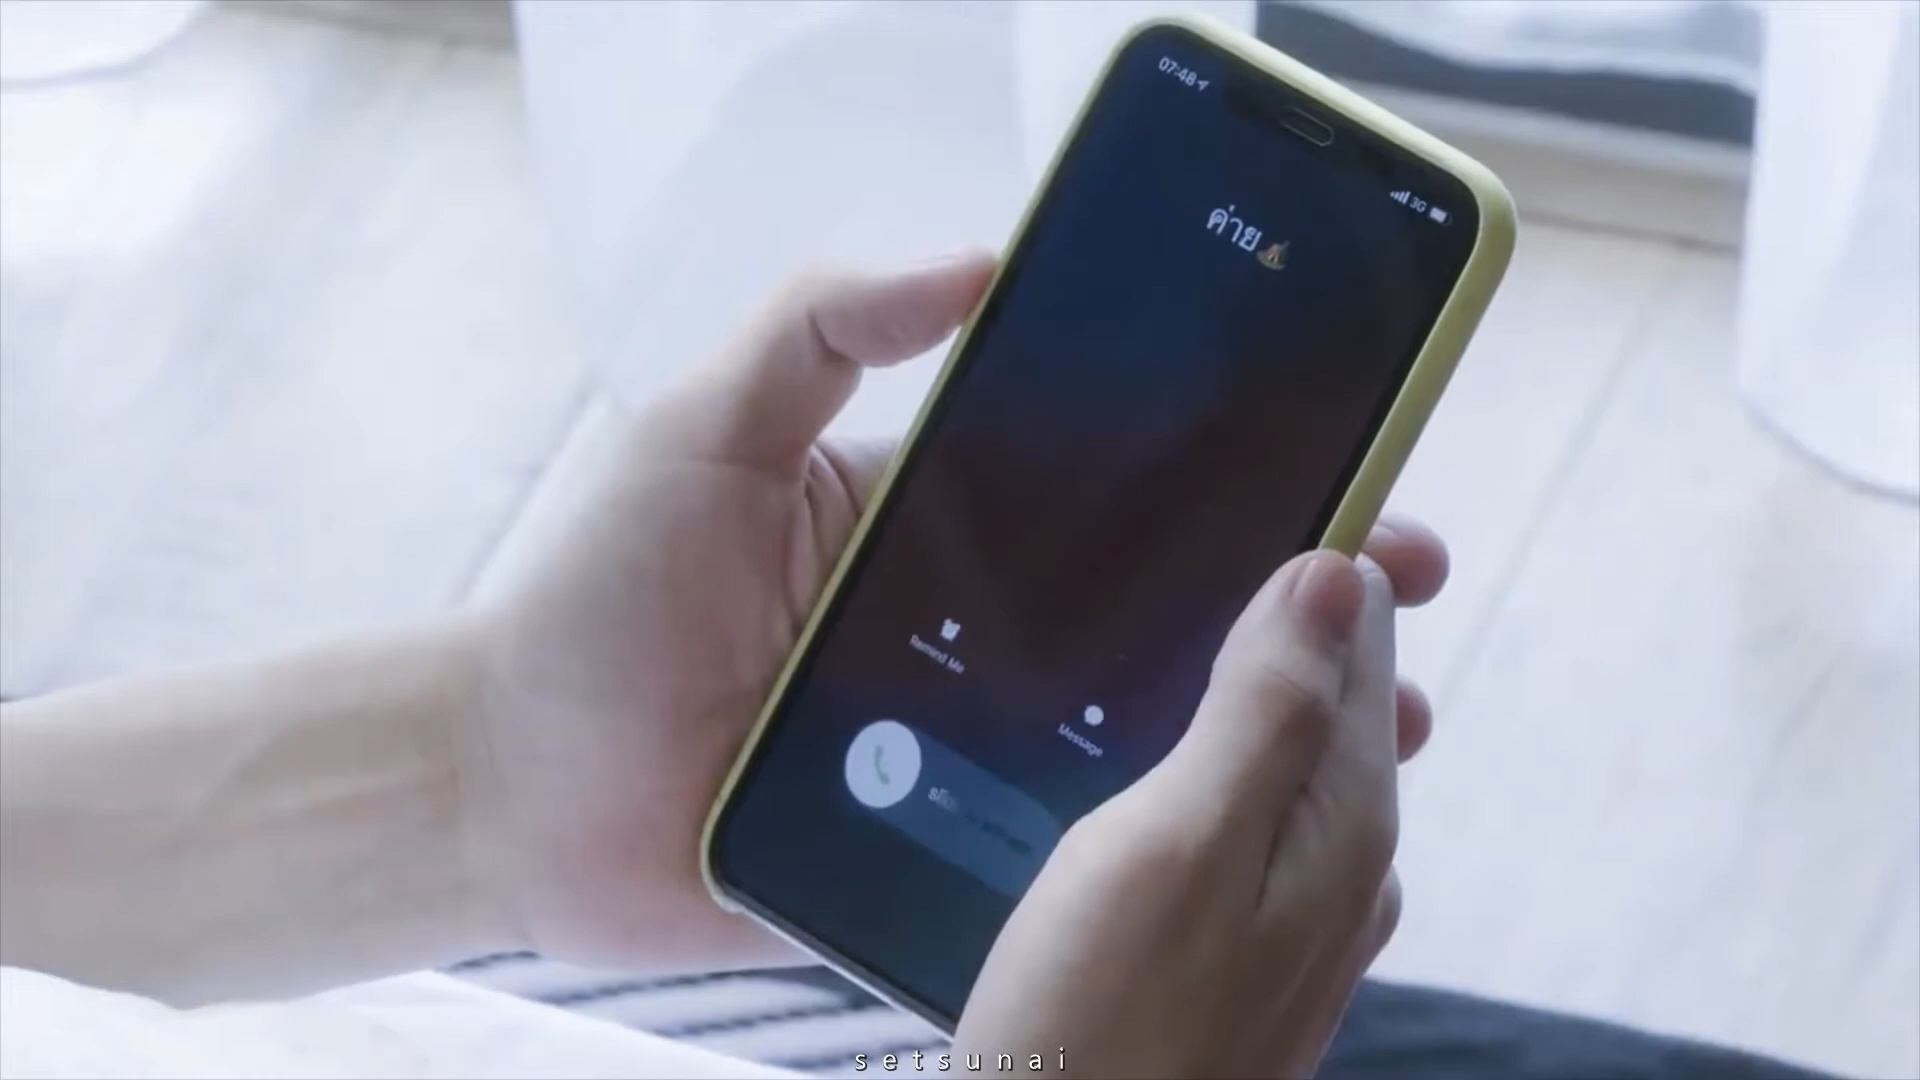 07:48
3G
ค่าย🏕
Remind Me
Message
setsunai